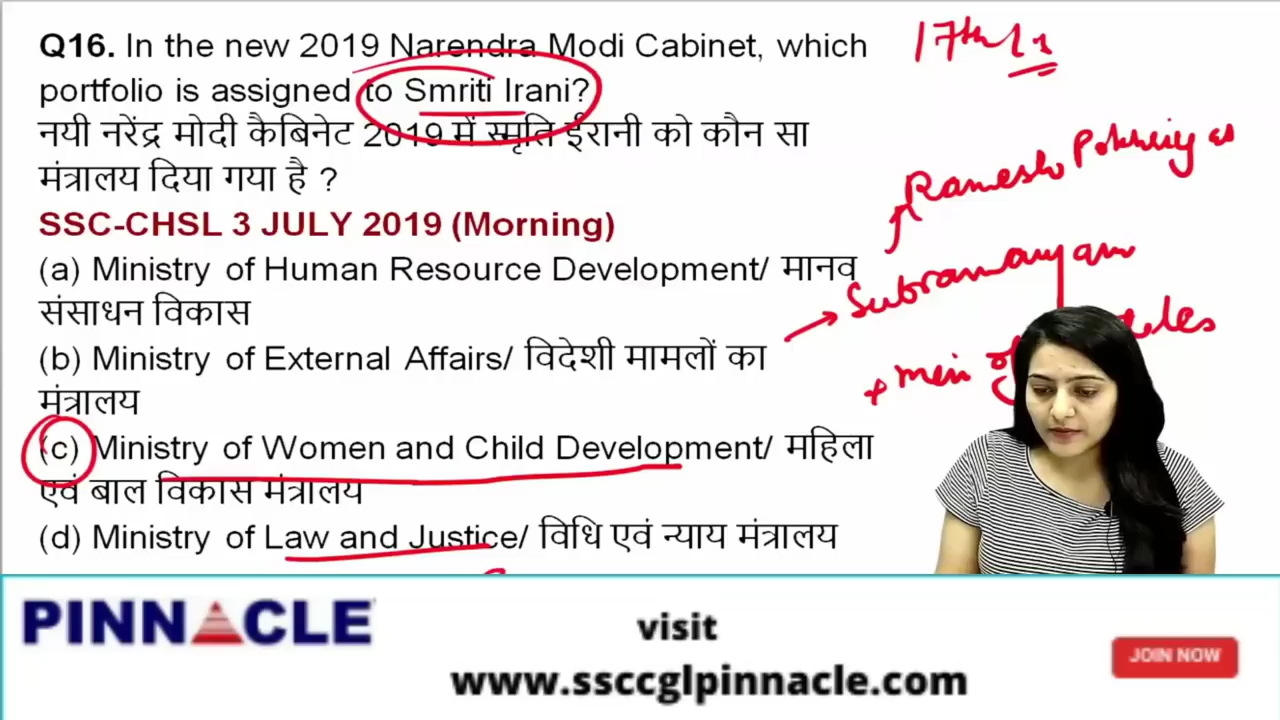 Q16. In the new 2019 Narendra Modi Cabinet, which
portfolio is assigned to Smriti Irani?
नयी नरेंद्र मोदी कैबिनेट 2019 में स्मृति ईरानी को कौन सा
मंत्रालय दिया गया है ?
SSC-CHSL 3 JULY 2019 (Morning)
(a) Ministry of Human Resource Development/ मानव
संसाधन विकास
(b) Ministry of External Affairs/ विदेशी मामलों का
मंत्रालय
(c) Ministry of Women and Child Development/ महिला
एवं बाल विकास मंत्रालय
(d) Ministry of Law and Justice/ विधि एवं न्याय मंत्रालय
17th
Ramesh
Subramanyam
+ Min of
PINNACLE
visit
www.ssccglpinnacle.com
JOIN NOW